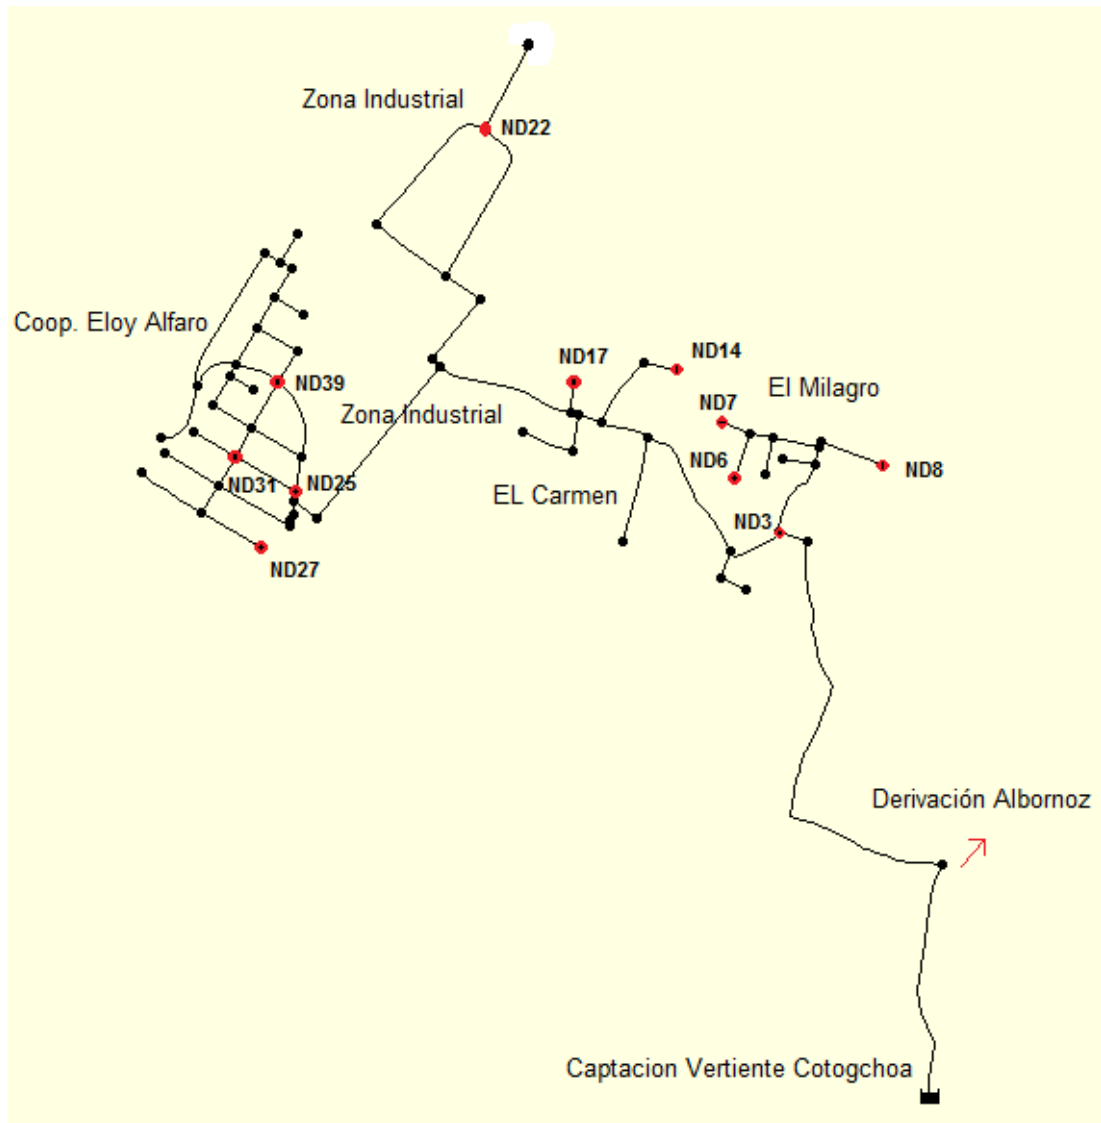 Zona Industrial
ND22
Coop. Eloy Alfaro
ND17
ND14
ND39
El Milagro
Zona Industrial
ND7
ND6
ND8
ND31
ND25
EL Carmen
ND3
ND27
Derivación Albornoz
Captacion Vertiente Cotogchoa